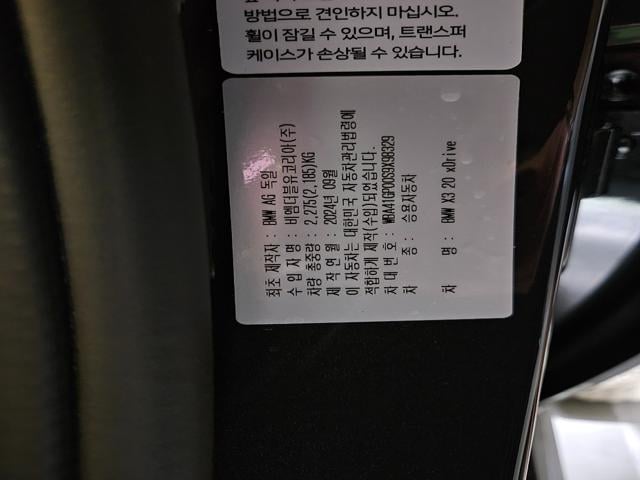 방법으로 견인하지 마십시오.
휠이 잠길 수 있으며, 트랜스퍼
케이스가 손상될 수 있습니다.
최초 제작자 : BMW AG 독일
수 입 자 명 : 비엠더블유코리아(주)
차량 총중량 : 2,275(2,185)KG
제 작 연 월 : 2024년 09월
이 자동차는 대한민국 자동차관리법령에
적합하게 제작(수입)되었습니다.
차 대 번 호 : WBA41GP00S9X98329
차 종 : 승용자동차
차 명 : BMW X3 20 xDrive